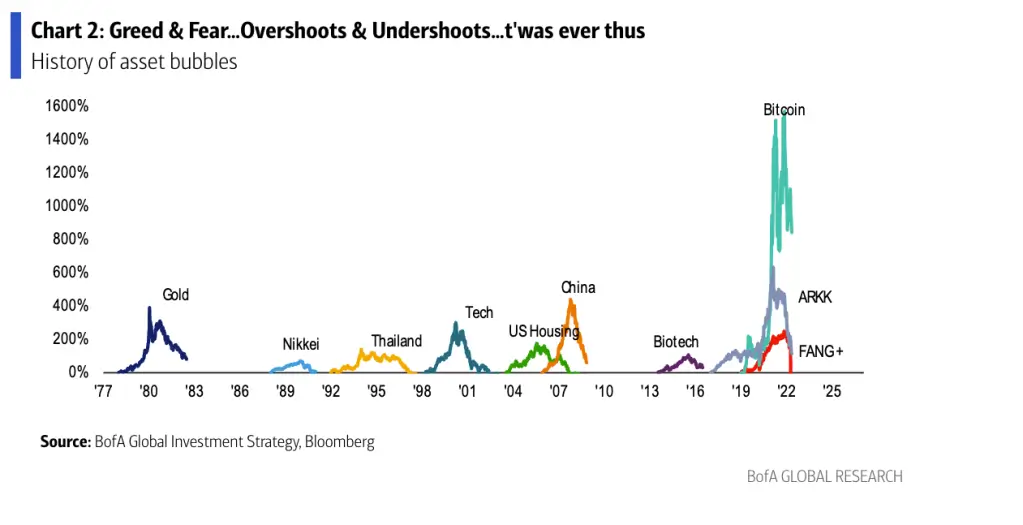 Chart 2: Greed & Fear...Overshoots & Undershoots...t'was ever thus
History of asset bubbles
1600%
1400%
1200%
1000%
800%
600%
400%
200%
0%
Bitcoin
Gold
Nikkei
Thailand
Tech
US Housing
China
Biotech
ARKK
FANG+
'77 '80 '83 '86 '89 '92 '95 '98 '01 '04 '07 '10 '13 '16 '19 '22 '25
Source: BofA Global Investment Strategy, Bloomberg
BofA GLOBAL RESEARCH